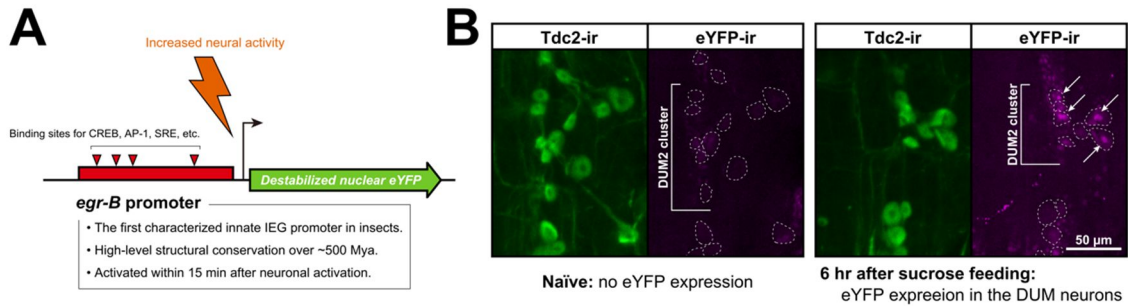 A
Increased neural activity
Binding sites for CREB, AP-1, SRE, etc.
Destabilized nuclear eYFP
egr-B promoter
• The first characterized innate IEG promoter in insects.
• High-level structural conservation over ~500 Mya.
• Activated within 15 min after neuronal activation.
B
Tdc2-ir
eYFP-ir
DUM2 cluster
Naïve: no eYFP expression
Tdc2-ir
eYFP-ir
DUM2 cluster
50 µm
6 hr after sucrose feeding:
eYFP expreeion in the DUM neurons